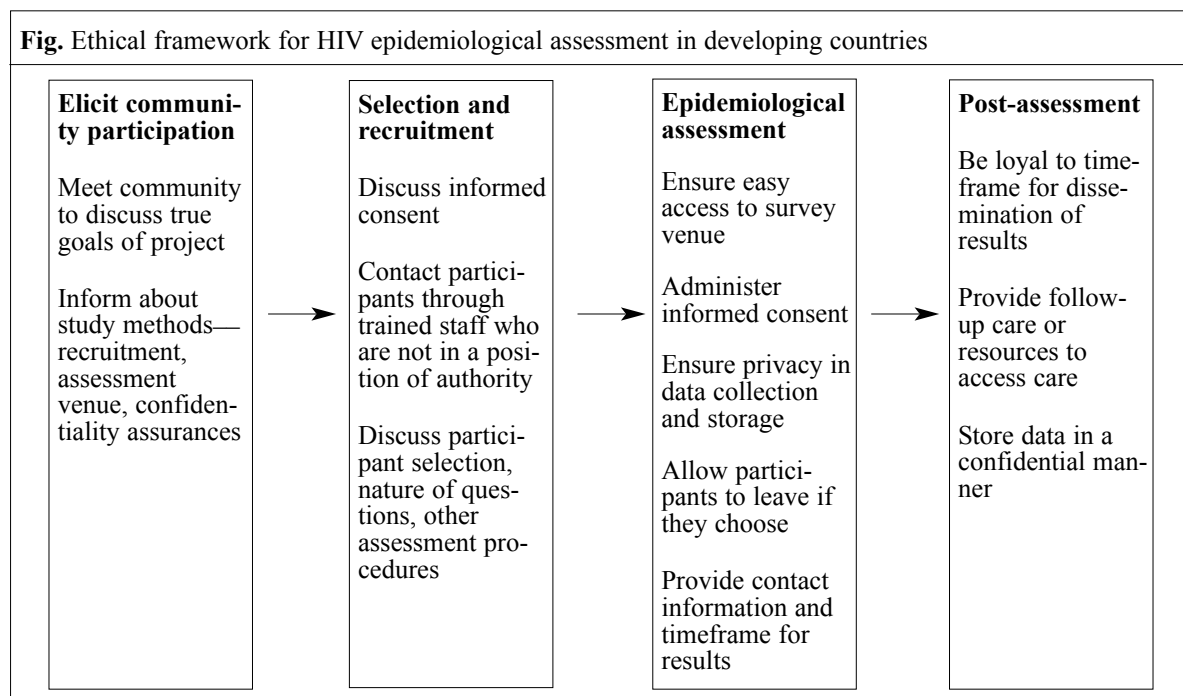 Fig. Ethical framework for HIV epidemiological assessment in developing countries
Elicit communi-
ty participation
Meet community
to discuss true
goals of project
Inform about
study methods—
recruitment,
assessment
venue, confiden-
tiality assurances
Selection and
recruitment
Discuss informed
consent
Contact partici-
pants through
trained staff who
are not in a posi-
tion of authority
Discuss partici-
pant selection,
nature of ques-
tions, other
assessment pro-
cedures
Epidemiological
assessment
Ensure easy
access to survey
venue
Administer
informed consent
Ensure privacy in
data collection
and storage
Allow partici-
pants to leave if
they choose
Provide contact
information and
timeframe for
results
Post-assessment
Be loyal to time-
frame for disse-
mination of
results
Provide follow-
up care or
resources to
access care
Store data in a
confidential man-
ner